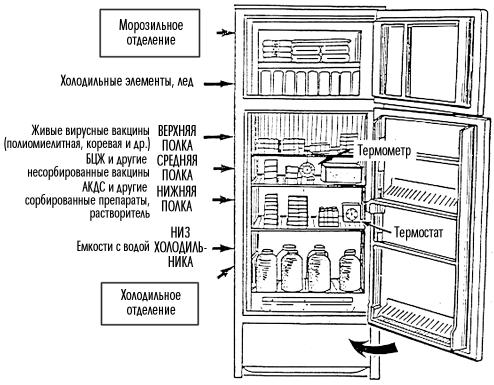 Морозильное
отделение
Холодильные элементы, лед
Живые вирусные вакцины ВЕРХНЯЯ
(полиомиелитная, коревая и др.) ПОЛКА
БЦЖ и другие СРЕДНЯЯ
несорбированные вакцины ПОЛКА
АКДС и другие НИЖНЯЯ
сорбированные препараты, ПОЛКА
растворитель
Термометр
Термостат
НИЗ
Емкости с водой ХОЛОДИЛЬ-
НИКА
Холодильное
отделение